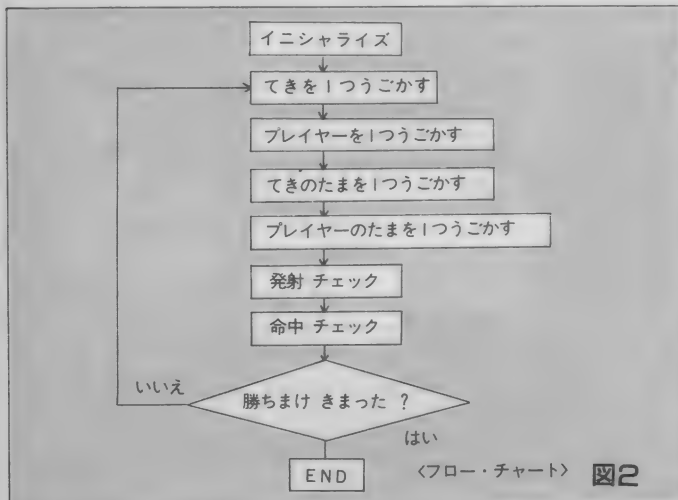 イニシャライズ
てきを1つうごかす
プレイヤーを1つうごかす
てきのたまを1つうごかす
プレイヤーのたまを1つうごかす
発射 チェック
命中 チェック
いいえ
勝ちまけ きまった ?
はい
END
〈フロー・チャート〉 図2